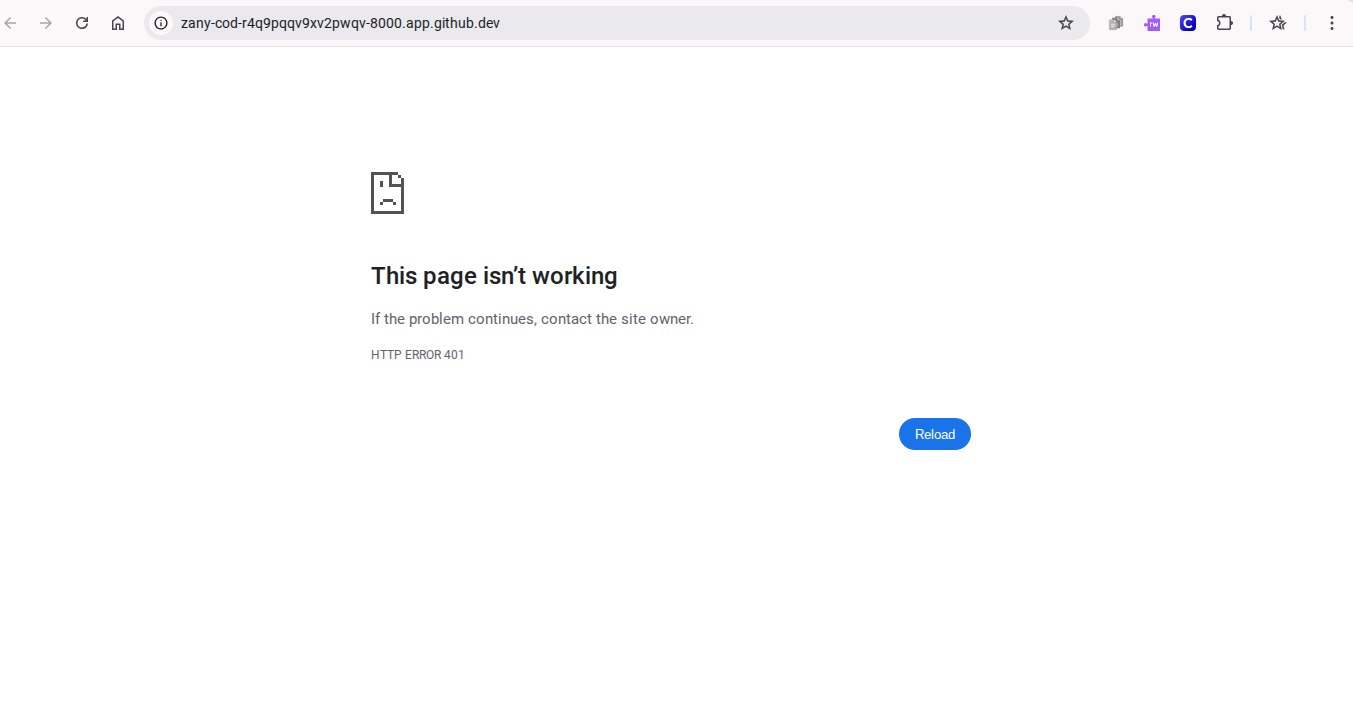 zany-cod-r4q9pqqv9xv2pwqv-8000.app.github.dev
rw
C
This page isn’t working
If the problem continues, contact the site owner.
HTTP ERROR 401
Reload